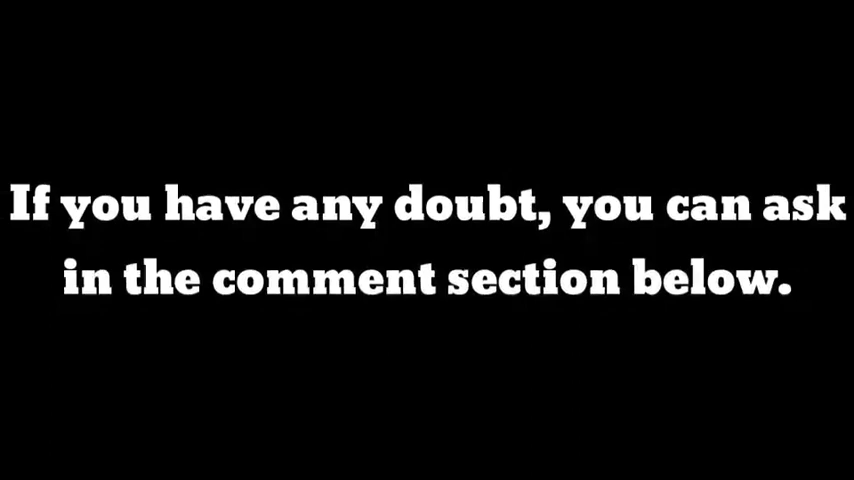 If you have any doubt, you can ask
in the comment section below.